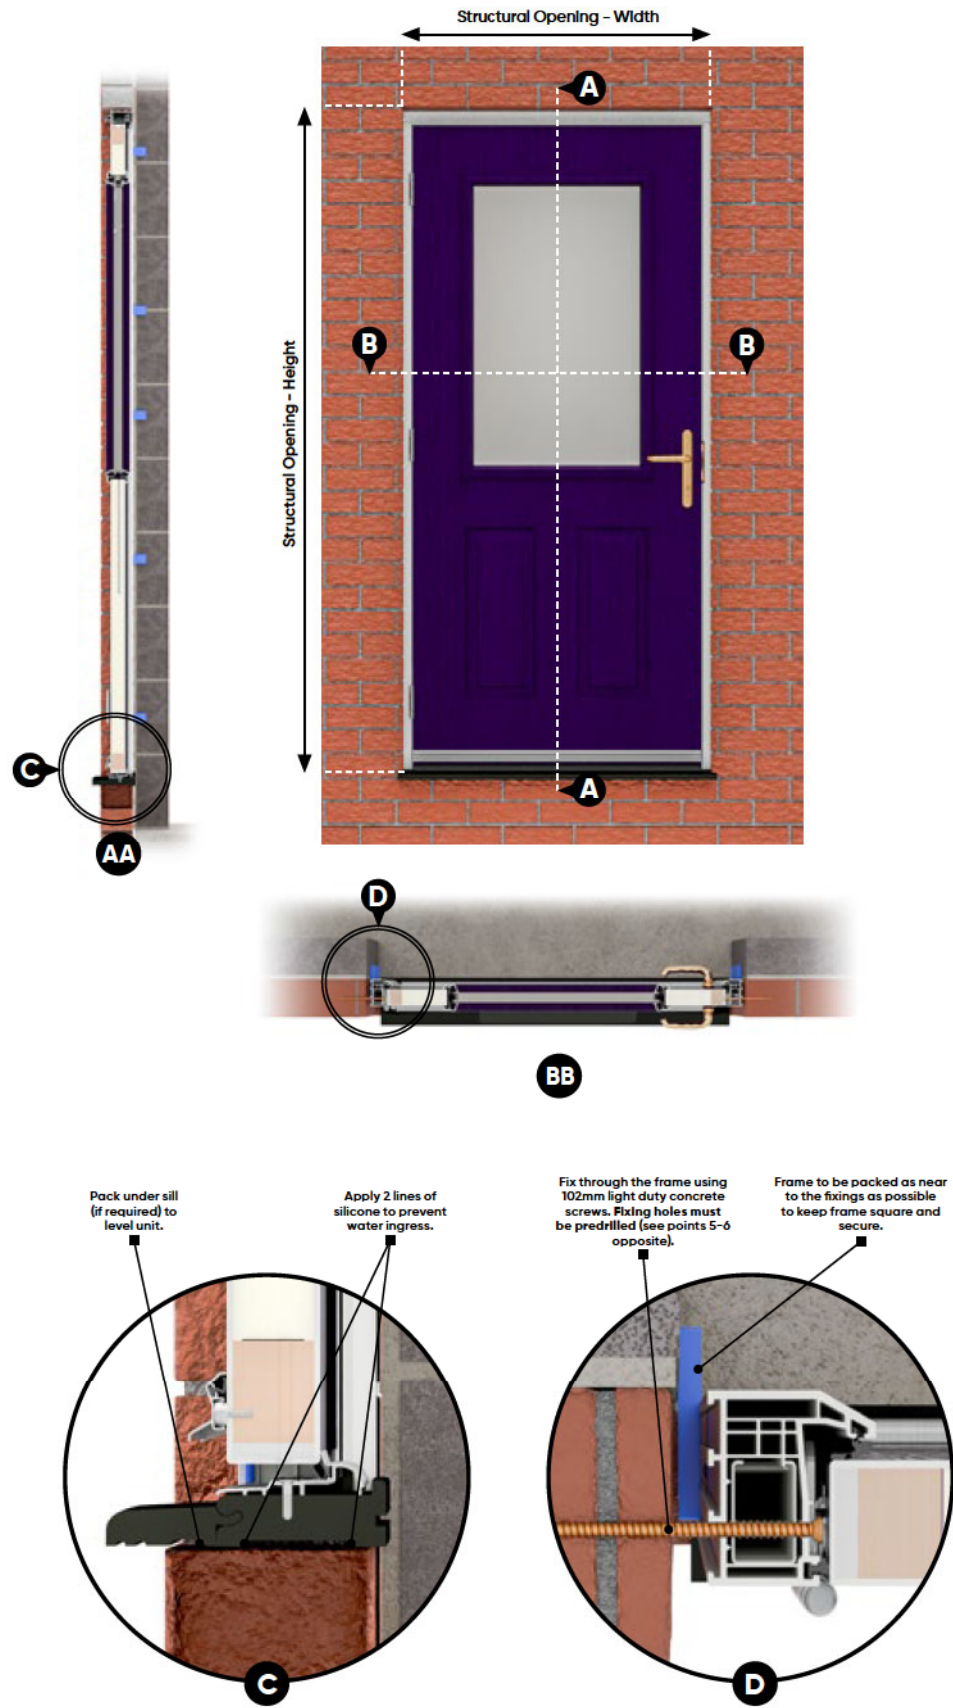 Structural Opening - Width
A
B
B
Structural Opening - Height
A
C
AA
D
BB
Pack under sill
(if required) to
level unit.
Apply 2 lines of
silicone to prevent
water ingress.
Fix through the frame using
102mm light duty concrete
screws. Fixing holes must
be predrilled (see points 5-6
opposite).
Frame to be packed as near
to the fixings as possible
to keep frame square and
secure.
C
D